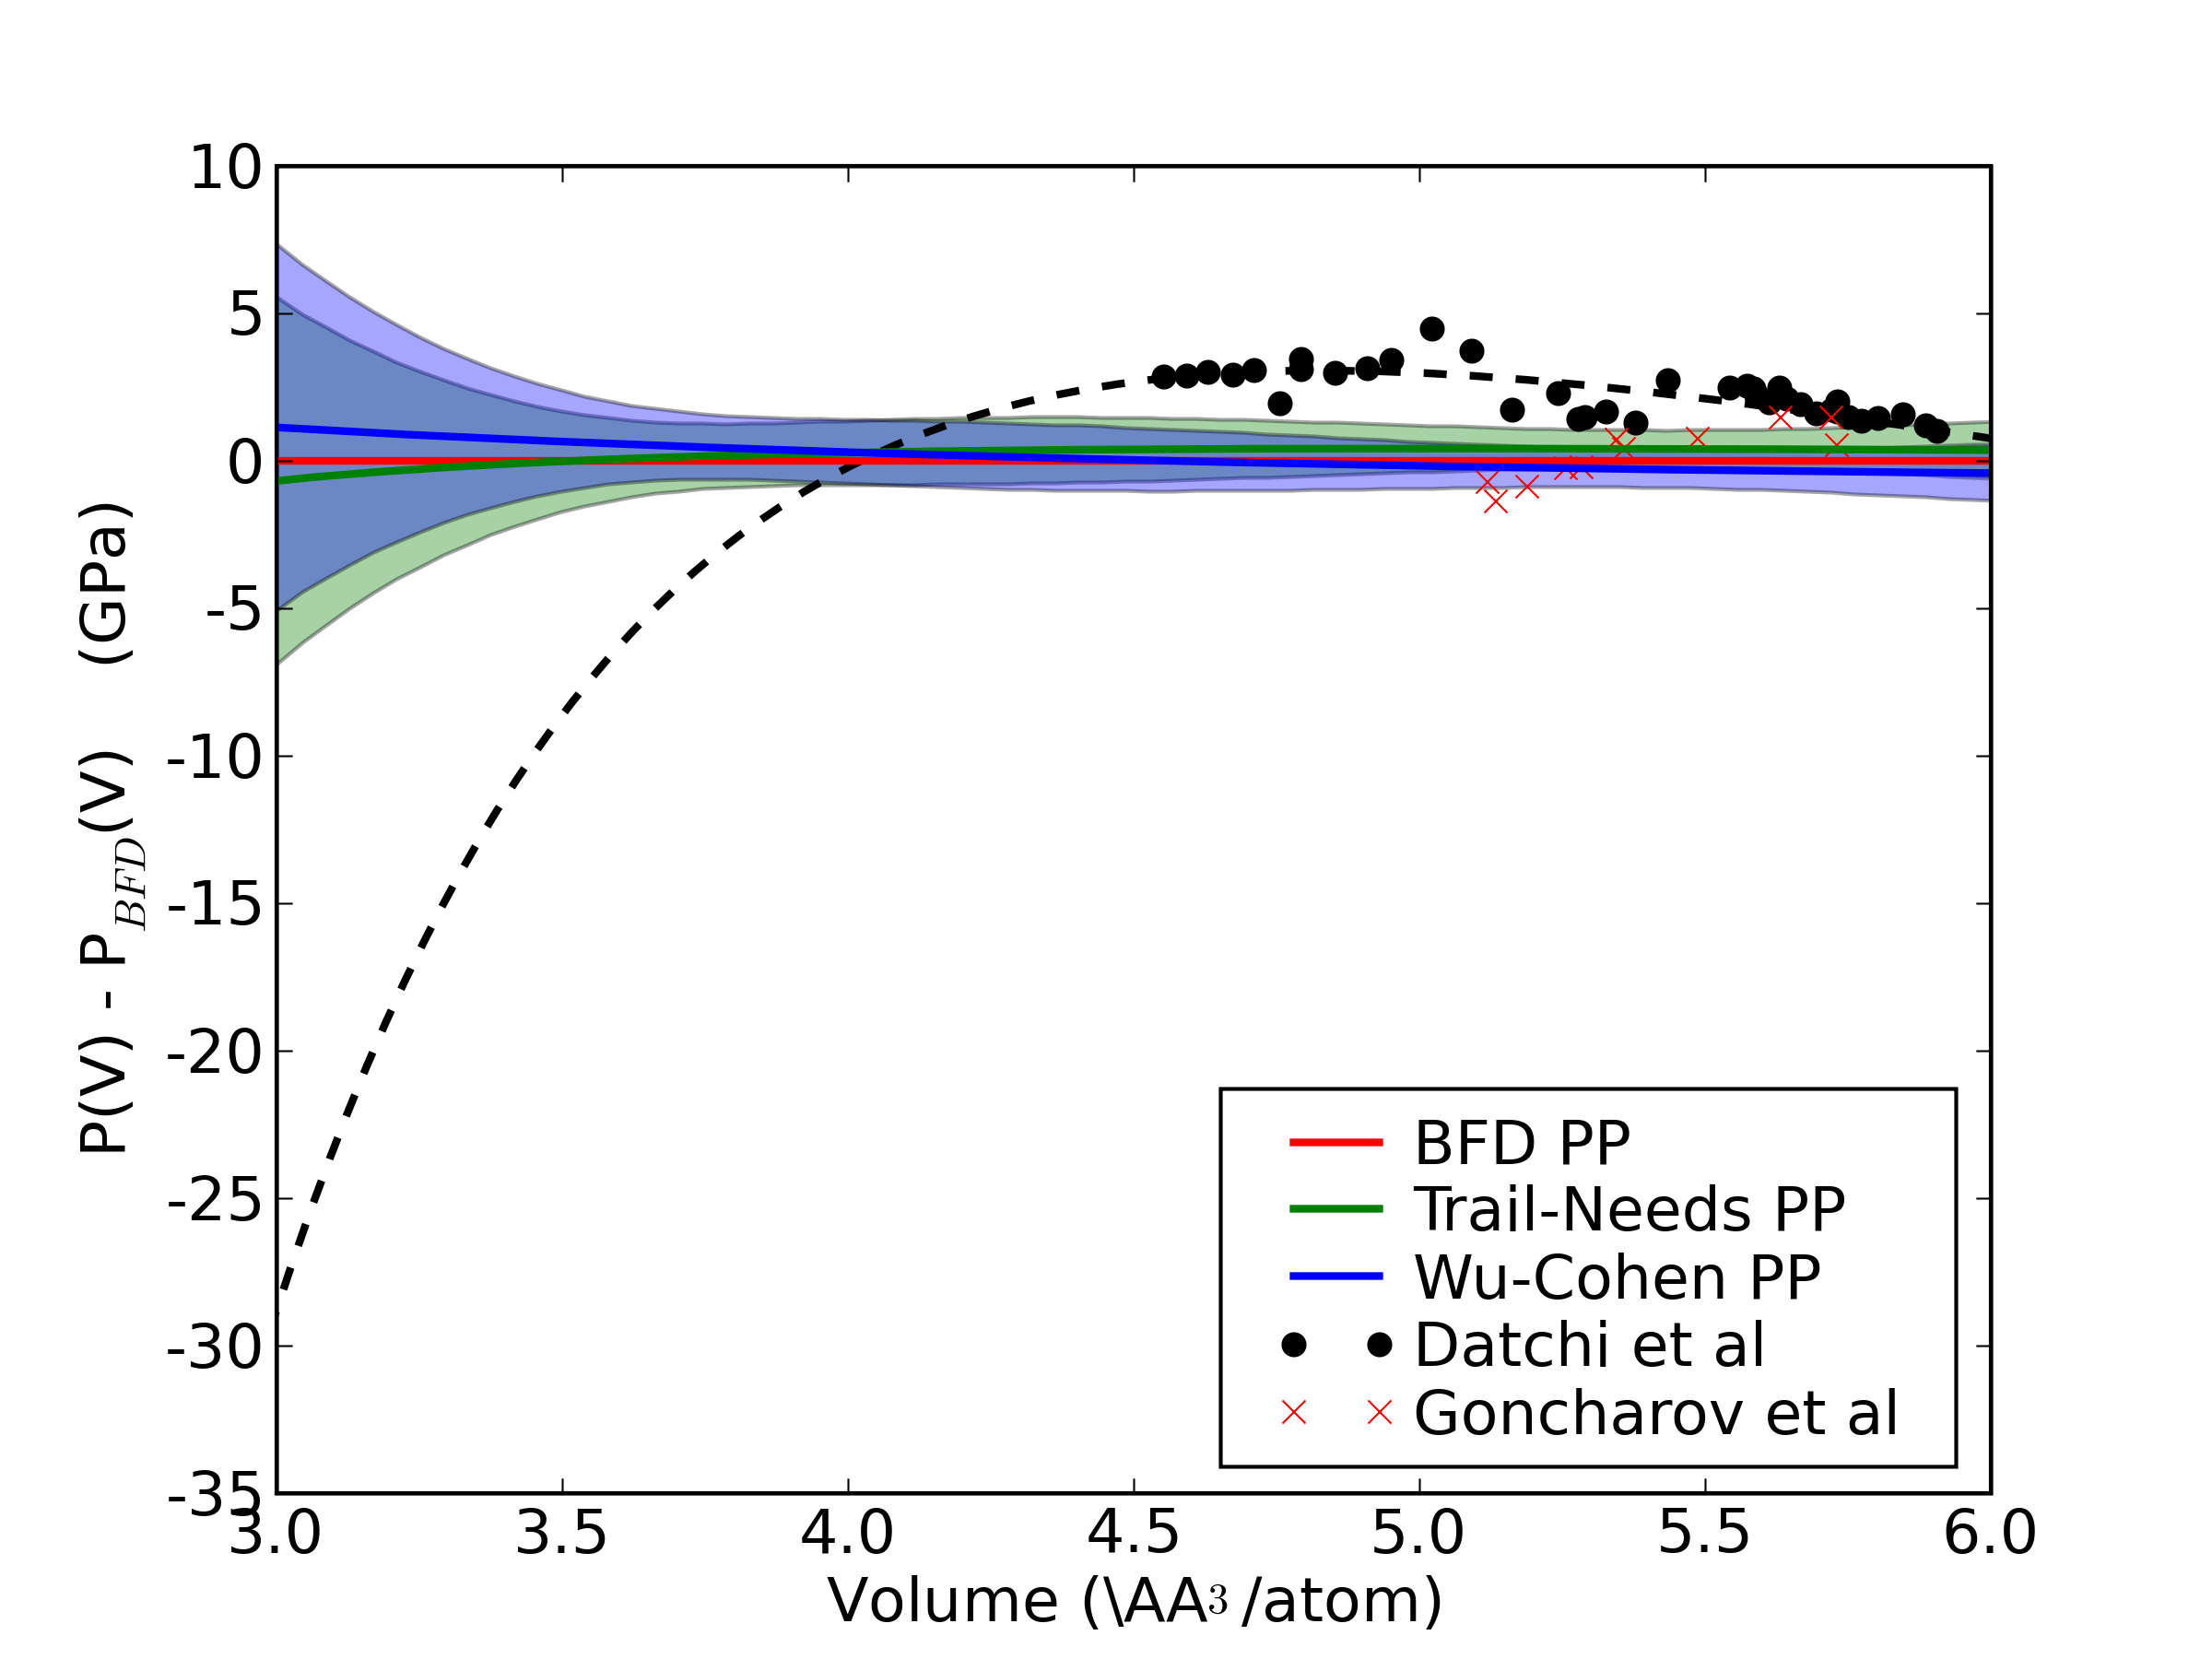 10
5
0
-5
-10
-15
-20
-25
-30
-35
P(V) - P_BFD(V) (GPa)
BFD PP
Trail-Needs PP
Wu-Cohen PP
Datchi et al
Goncharov et al
3.0 3.5 4.0 4.5 5.0 5.5 6.0
Volume (\AA³/atom)